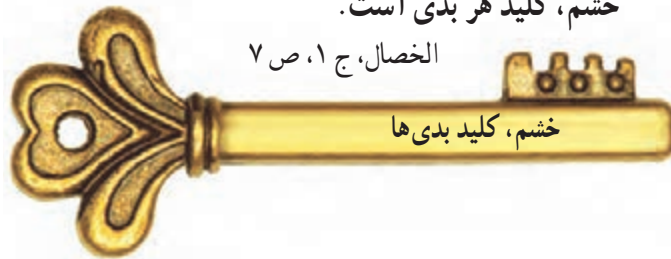 خشم، کلید هر بدی است.
الخصال، ج ۱، ص ۷
خشم، کلید بدی‌ها